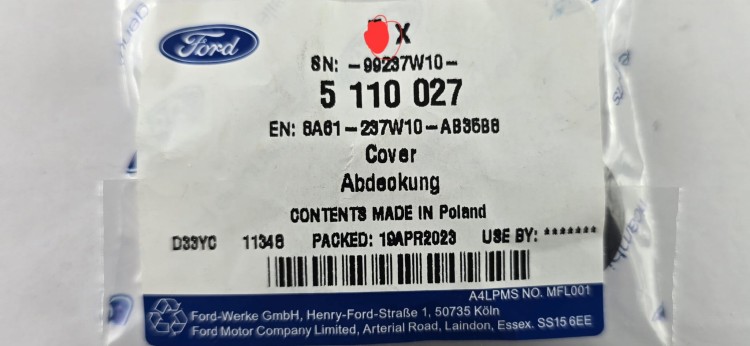 Ford
X
SN: -99237W10-
5 110 027
EN: 8A61-237W10-AB35B8
Cover
Abdeckung
CONTENTS MADE IN Poland
D33YC 11346 PACKED: 19APR2023 USE BY: *******
A4LPMS NO. MFL001
Ford-Werke GmbH, Henry-Ford-Straße 1, 50735 Köln
Ford Motor Company Limited, Arterial Road, Laindon, Essex. SS15 6EE